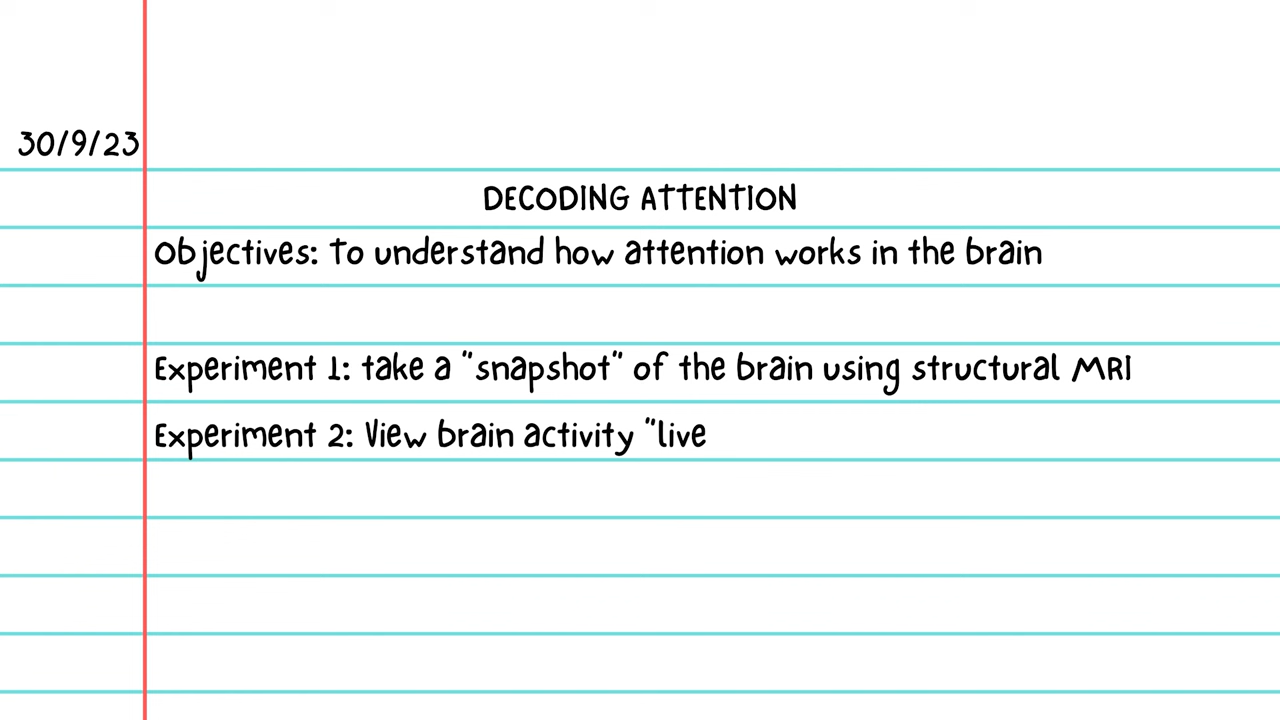 30/9/23
DECODING ATTENTION
Objectives: To understand how attention works in the brain
Experiment 1: take a "snapshot" of the brain using structural MRI
Experiment 2: View brain activity "live